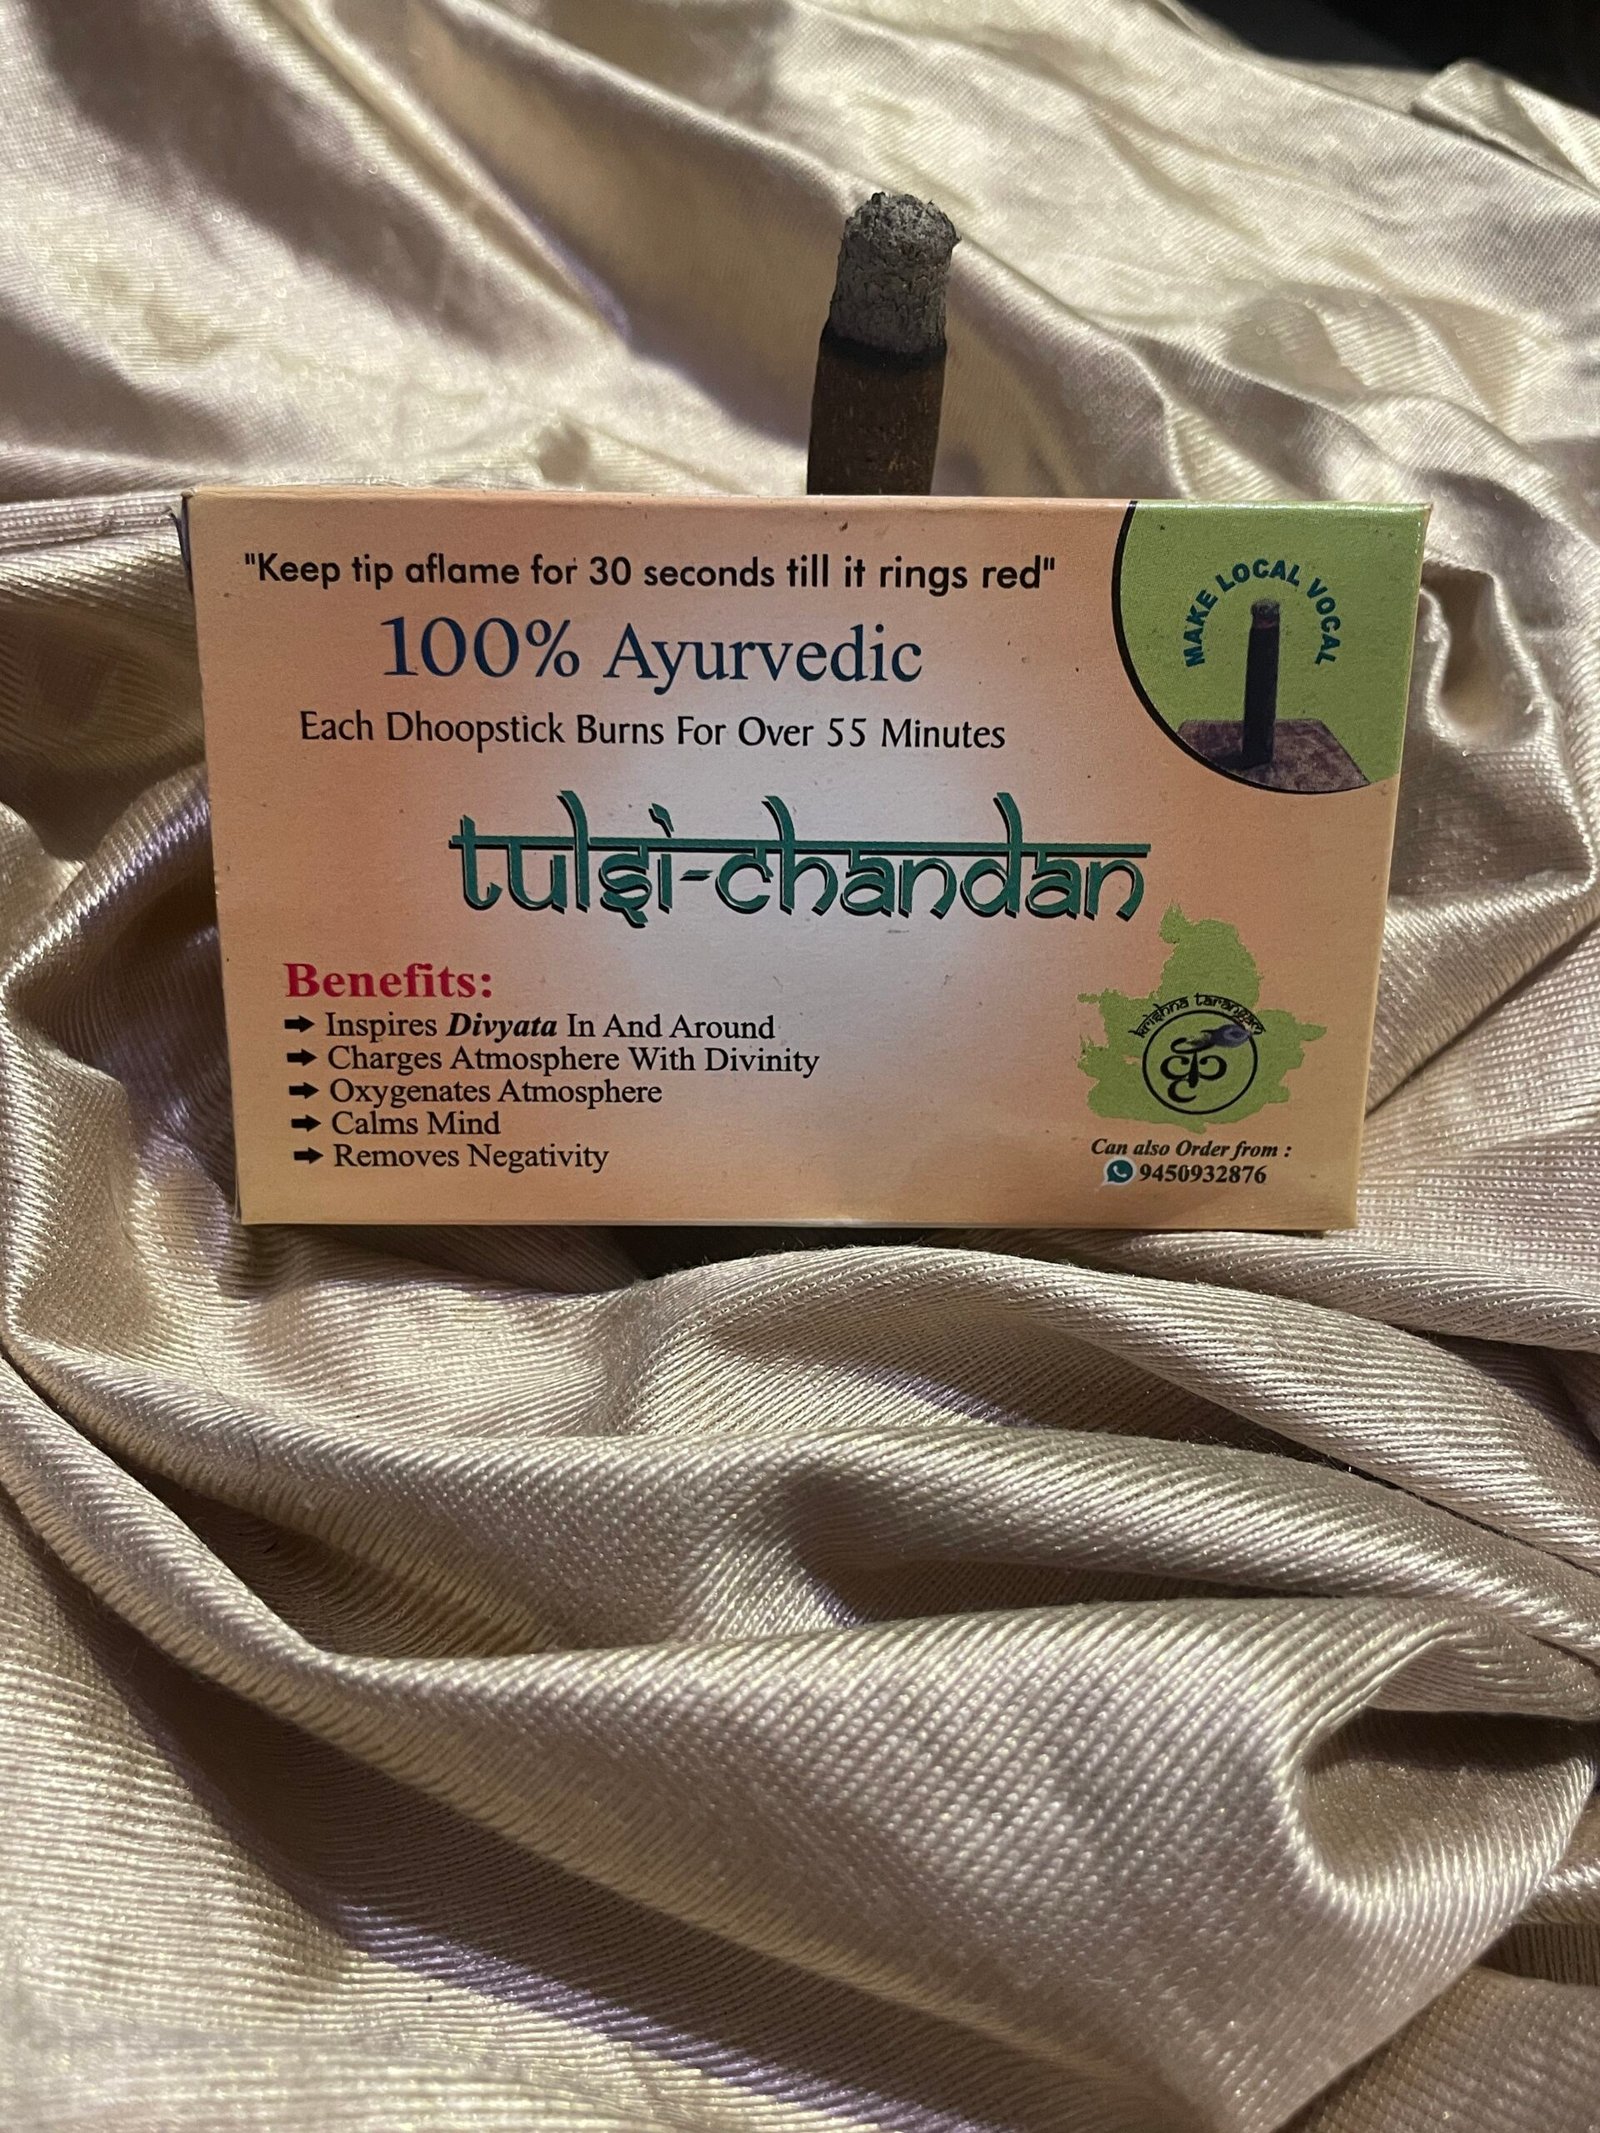 "Keep tip aflame for 30 seconds till it rings red"
100% Ayurvedic
Each Dhoopstick Burns For Over 55 Minutes
MAKE LOCAL VOCAL
tulsi-chandan
Benefits:
➡ Inspires Divyata In And Around
➡ Charges Atmosphere With Divinity
➡ Oxygenates Atmosphere
➡ Calms Mind
➡ Removes Negativity
krishna tarangam
Can also Order from :
9450932876